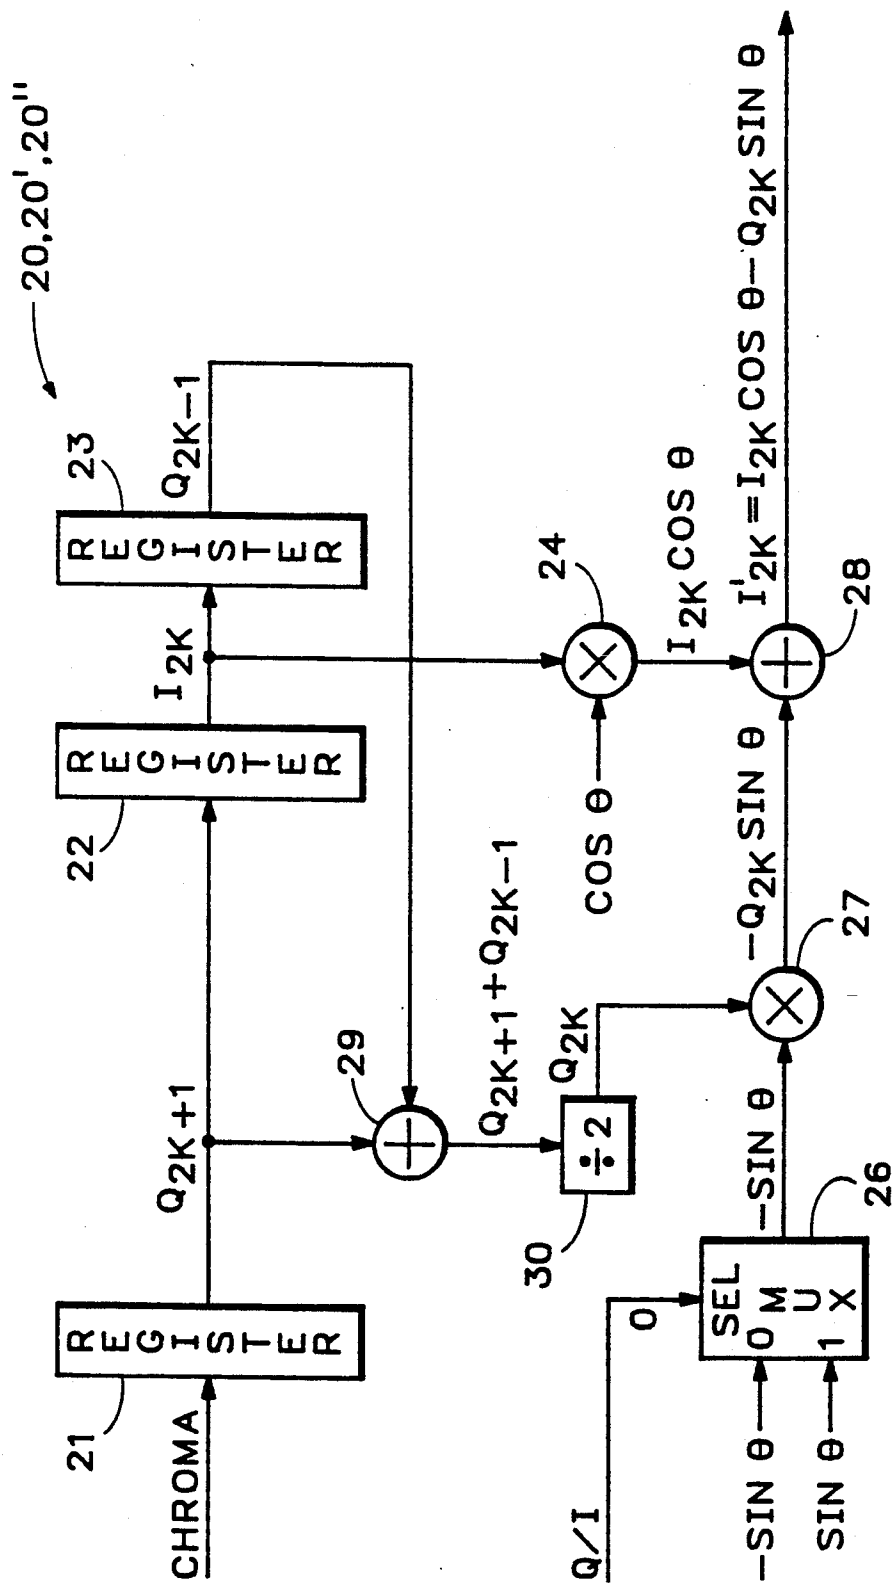 20,20',20''
CHROMA
21
REGISTER
Q2K+1
22
REGISTER
I2K
23
REGISTER
Q2K−1
29
Q2K+1+Q2K−1
30
÷2
Q2K
COS θ
24
I2K COS θ
Q/I
0
−SIN θ
SIN θ
SEL
0
1
MUX
26
−SIN θ
27
−Q2K SIN θ
28
I'2K=I2K COS θ−Q2K SIN θ